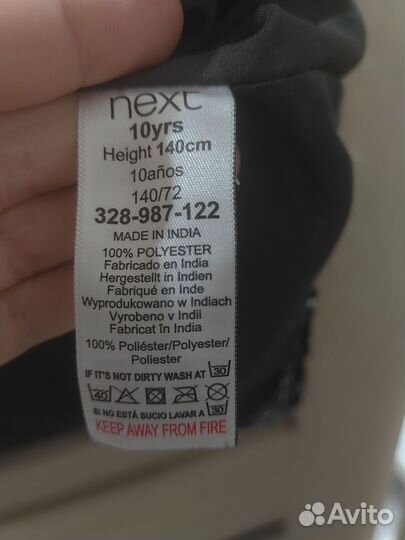 next
10yrs
Height 140cm
10años
140/72
328-987-122
MADE IN INDIA
100% POLYESTER
Fabricado en India
Hergestellt in Indien
Fabriqué en Inde
Wyprodukowano w Indiach
Vyrobeno v Indii
Fabricat în India
100% Poliéster/Polyester/
Poliester
IF IT'S NOT DIRTY WASH AT 30
40
SI NO ESTÁ SUCIO LAVAR A 30
KEEP AWAY FROM FIRE
Avito